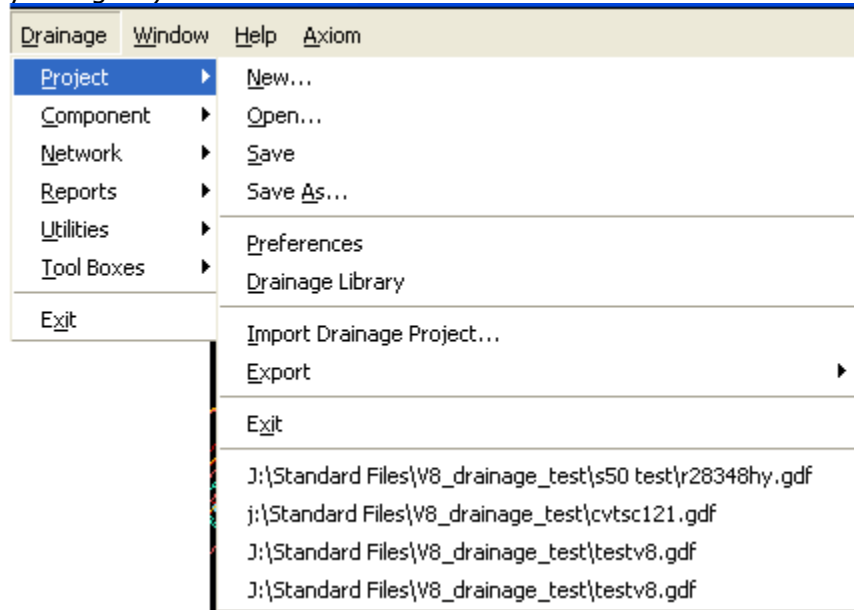 Drainage Window Help Axiom
Project
Component
Network
Reports
Utilities
Tool Boxes
Exit
New...
Open...
Save
Save As...
Preferences
Drainage Library
Import Drainage Project...
Export
Exit
J:\Standard Files\V8_drainage_test\s50 test\r28348hy.gdf
j:\Standard Files\V8_drainage_test\cvtsc121.gdf
J:\Standard Files\V8_drainage_test\testv8.gdf
J:\Standard Files\V8_drainage_test\testv8.gdf